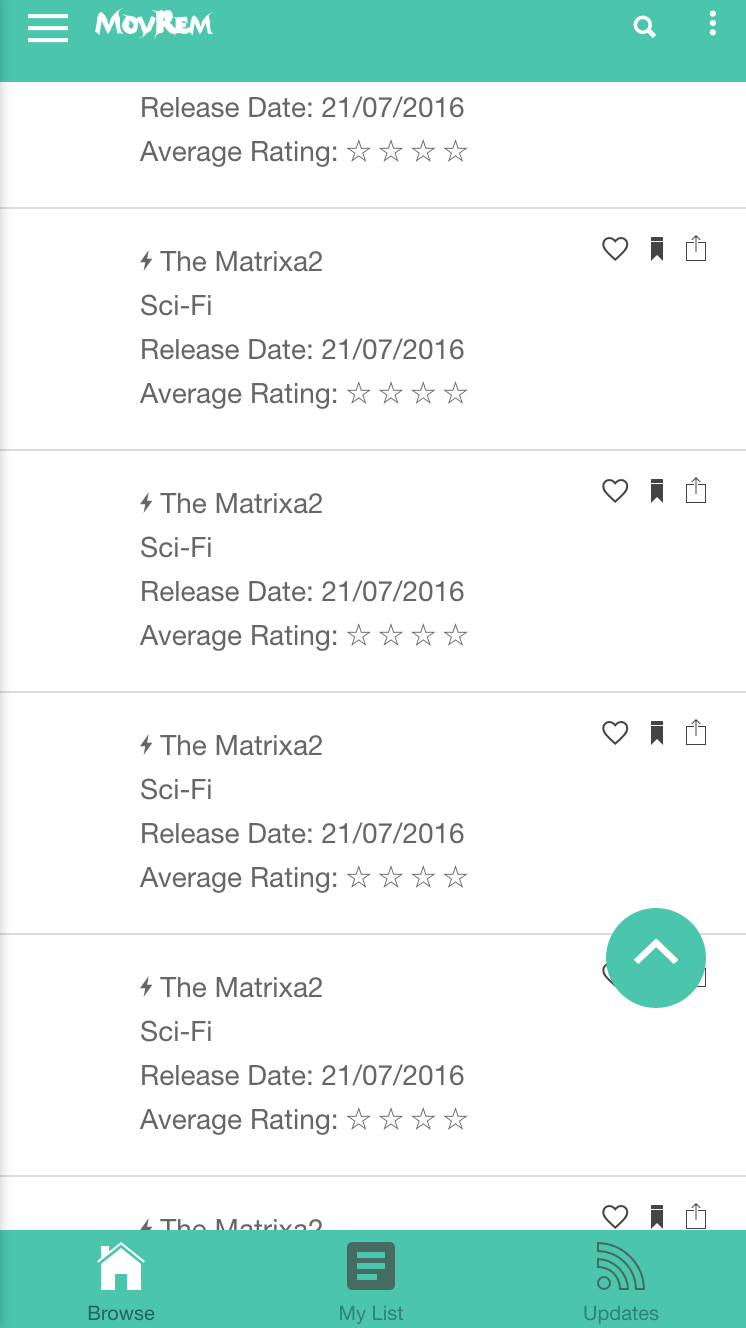 MovRem
Release Date: 21/07/2016
Average Rating: ☆ ☆ ☆ ☆
The Matrixa2
Sci-Fi
Release Date: 21/07/2016
Average Rating: ☆ ☆ ☆ ☆
The Matrixa2
Sci-Fi
Release Date: 21/07/2016
Average Rating: ☆ ☆ ☆ ☆
The Matrixa2
Sci-Fi
Release Date: 21/07/2016
Average Rating: ☆ ☆ ☆ ☆
The Matrixa2
Sci-Fi
Release Date: 21/07/2016
Average Rating: ☆ ☆ ☆ ☆
The Matrixa2
Browse
My List
Updates